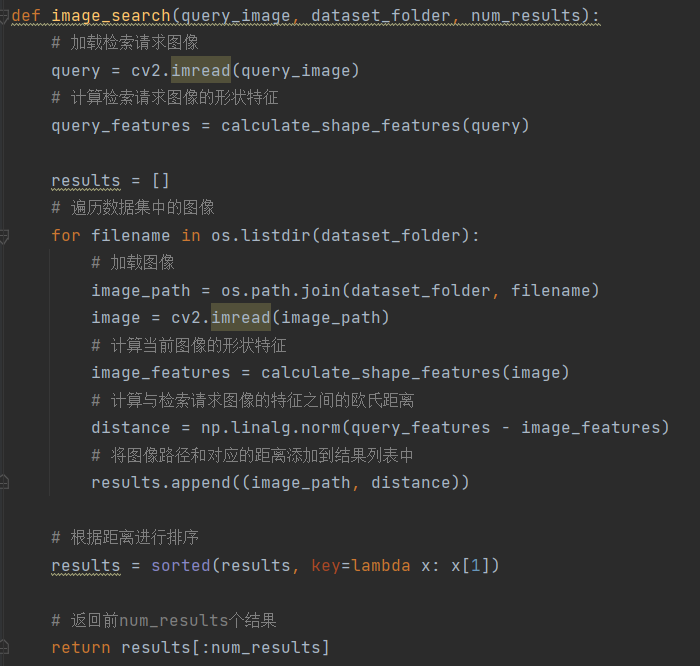 def image_search(query_image, dataset_folder, num_results):
    # 加载检索请求图像
    query = cv2.imread(query_image)
    # 计算检索请求图像的形状特征
    query_features = calculate_shape_features(query)

    results = []
    # 遍历数据集中的图像
    for filename in os.listdir(dataset_folder):
        # 加载图像
        image_path = os.path.join(dataset_folder, filename)
        image = cv2.imread(image_path)
        # 计算当前图像的形状特征
        image_features = calculate_shape_features(image)
        # 计算与检索请求图像的特征之间的欧氏距离
        distance = np.linalg.norm(query_features - image_features)
        # 将图像路径和对应的距离添加到结果列表中
        results.append((image_path, distance))

    # 根据距离进行排序
    results = sorted(results, key=lambda x: x[1])

    # 返回前num_results个结果
    return results[:num_results]